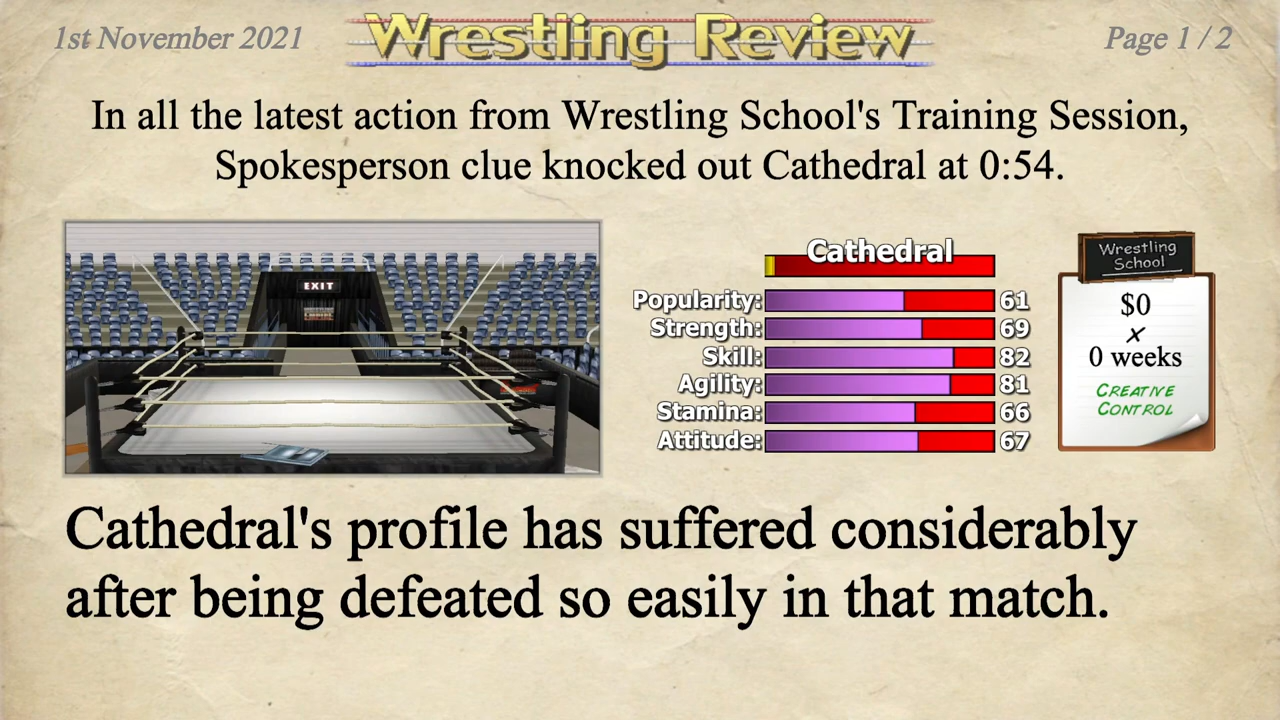 1st November 2021
Wrestling Review
Page 1 / 2
In all the latest action from Wrestling School's Training Session,
Spokesperson clue knocked out Cathedral at 0:54.
EXIT
Cathedral
Popularity: 61
Strength: 69
Skill: 82
Agility: 81
Stamina: 66
Attitude: 67
Wrestling
School
$0
x
0 weeks
CREATIVE
CONTROL
Cathedral's profile has suffered considerably
after being defeated so easily in that match.